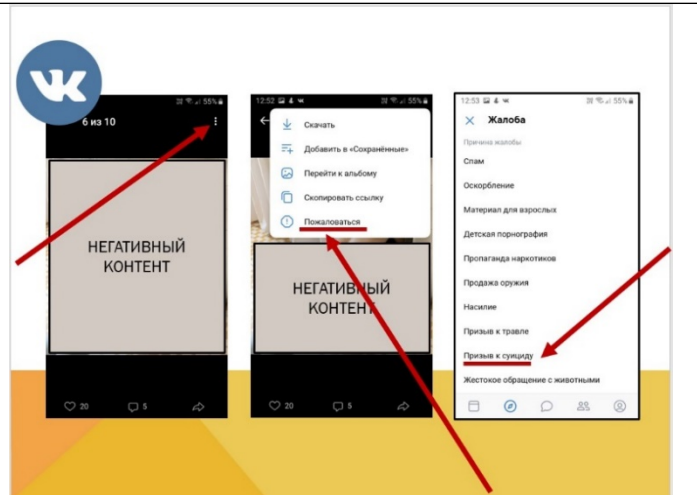 VK
6 из 10
55%
НЕГАТИВНЫЙ
КОНТЕНТ
20
5
12:52
55%
Скачать
Добавить в «Сохранённые»
Перейти к альбому
Скопировать ссылку
Пожаловаться
НЕГАТИВНЫЙ
КОНТЕНТ
20
5
12:53
55%
Жалоба
Причина жалобы
Спам
Оскорбление
Материал для взрослых
Детская порнография
Пропаганда наркотиков
Продажа оружия
Насилие
Призыв к травле
Призыв к суициду
Жестокое обращение с животными